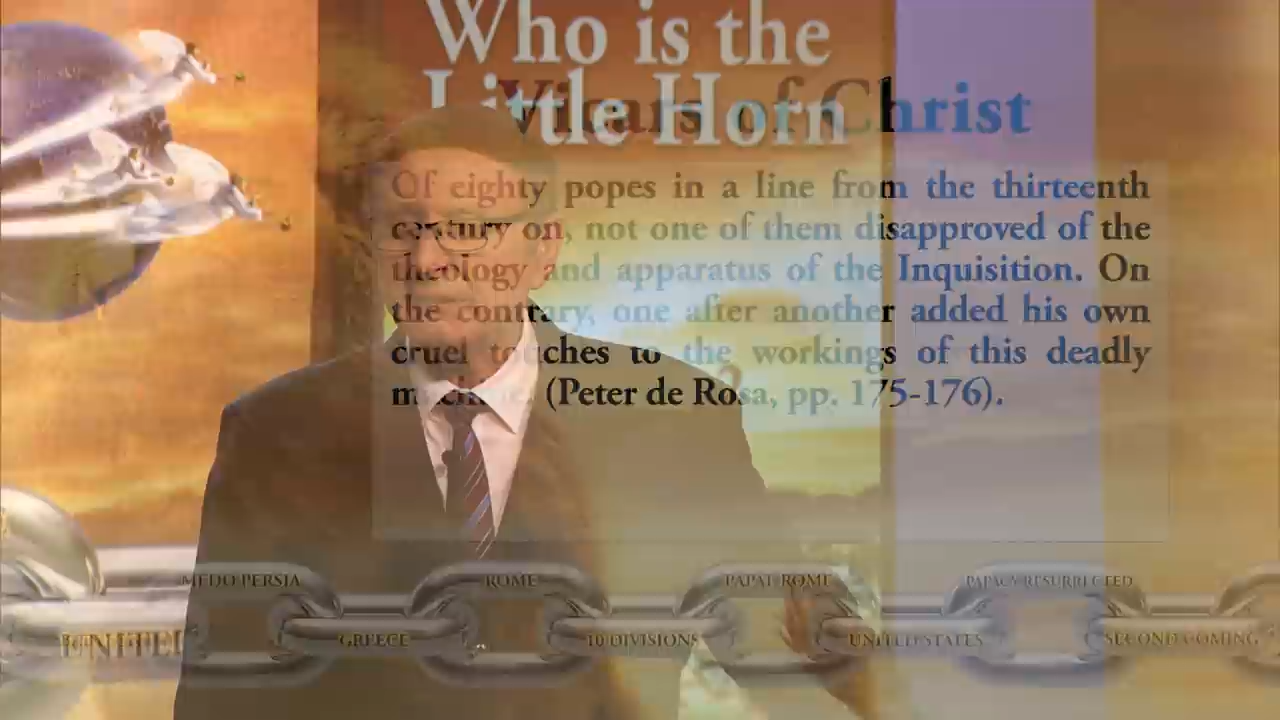 Who is the
Little Horn
Vicars of Christ
Of eighty popes in a line from the thirteenth
century on, not one of them disapproved of the
theology and apparatus of the Inquisition. On
the contrary, one after another added his own
cruel touches to the workings of this deadly
machine. (Peter de Rosa, pp. 175-176).
MEDO PERSIA
ROME
PAPAL ROME
PAPACY RESURRECTED
GREECE
10 DIVISIONS
UNITED STATES
SECOND COMING